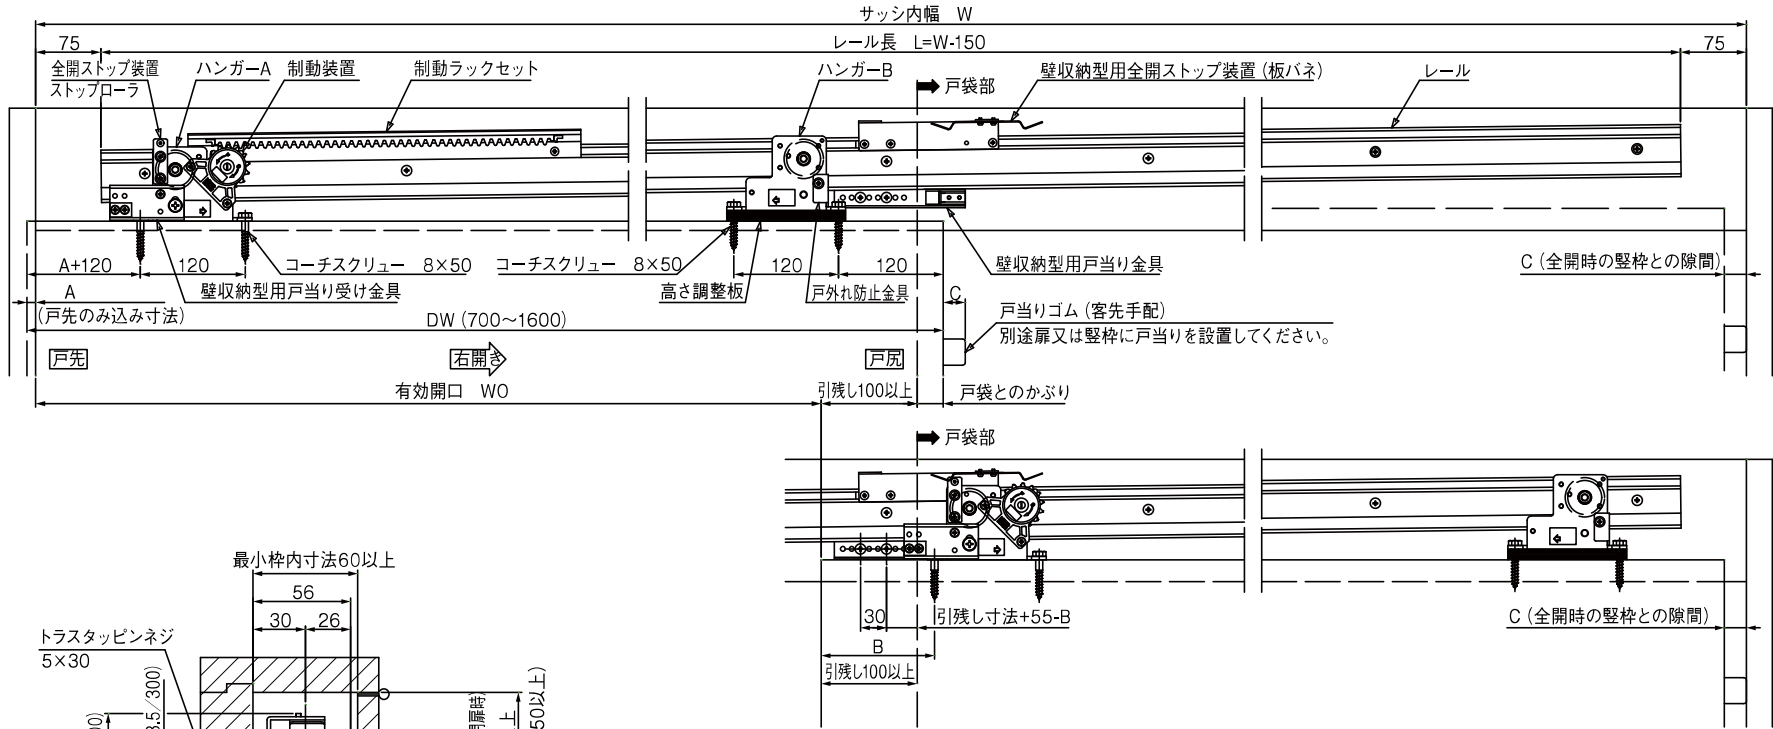 サッシ内幅　W
75
レール長　L=W-150
75
全開ストップ装置
ストップローラ
ハンガーA
制動装置
制動ラックセット
ハンガーB
戸袋部
壁収納型用全開ストップ装置（板バネ）
レール
A+120
120
コーチスクリュー　8×50
コーチスクリュー　8×50
120
120
壁収納型用戸当り金具
C（全開時の竪枠との隙間）
A
（戸先のみ込み寸法）
壁収納型用戸当り受け金具
高さ調整板
戸外れ防止金具
C
戸当りゴム（客先手配）
別途扉又は竪枠に戸当りを設置してください。
DW（700〜1600）
戸先
右開き
戸尻
有効開口　WO
引残し100以上
戸袋とのかぶり
戸袋部
30
引残し寸法+55-B
C（全開時の竪枠との隙間）
B
引残し100以上
最小枠内寸法60以上
56
30
26
トラスタッピンネジ
5×30
3.5／300）
開扉時）
上
50以上）